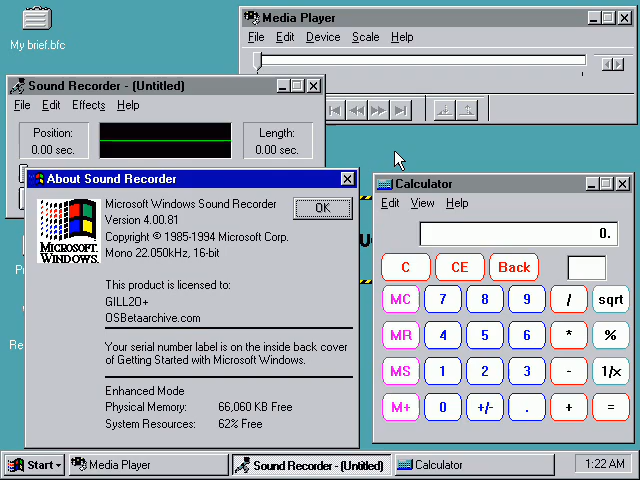 My brief.bfc
Media Player
File Edit Device Scale Help
Sound Recorder - (Untitled)
File Edit Effects Help
Position:
0.00 sec.
Length:
0.00 sec.
About Sound Recorder
MICROSOFT.
WINDOWS.
Microsoft Windows Sound Recorder
Version 4.00.81
Copyright © 1985-1994 Microsoft Corp.
Mono 22.050kHz, 16-bit
OK
This product is licensed to:
GILL2O+
OSBetaarchive.com
Your serial number label is on the inside back cover
of Getting Started with Microsoft Windows.
Enhanced Mode
Physical Memory: 66,060 KB Free
System Resources: 62% Free
Calculator
Edit View Help
0.
C CE Back
MC 7 8 9 / sqrt
MR 4 5 6 * %
MS 1 2 3 - 1/x
M+ 0 +/- . + =
Start Media Player Sound Recorder - (Untitled) Calculator 1:22 AM